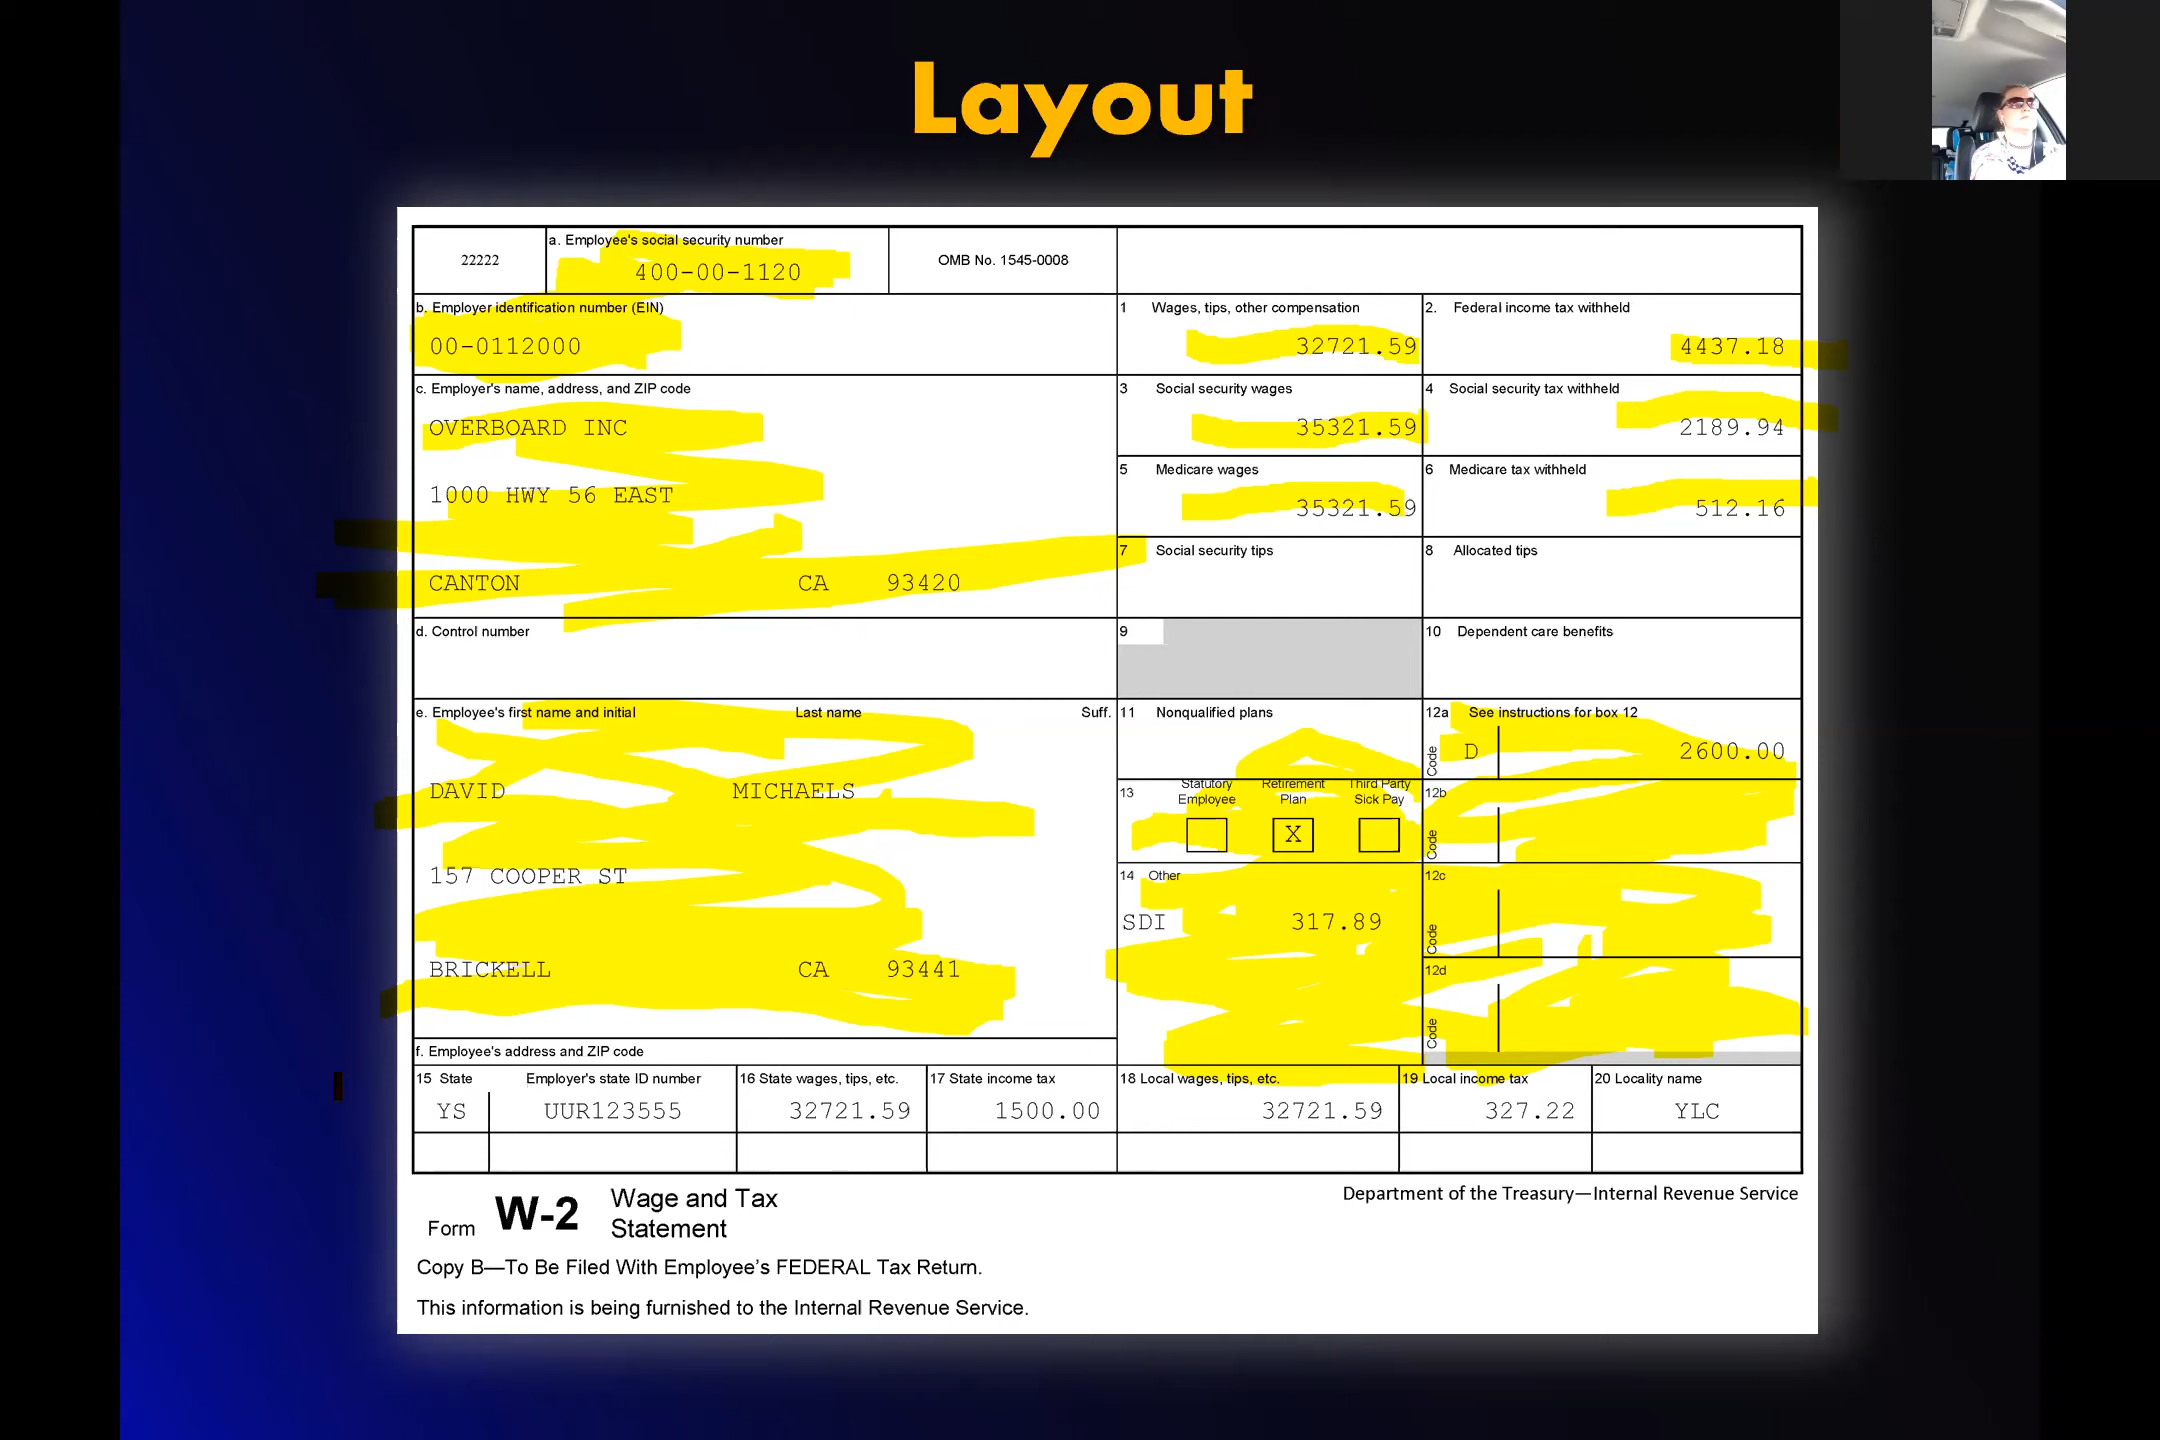 Layout
22222
a. Employee's social security number
400-00-1120
OMB No. 1545-0008
b. Employer identification number (EIN)
00-0112000
1 Wages, tips, other compensation
32721.59
2. Federal income tax withheld
4437.18
c. Employer's name, address, and ZIP code
OVERBOARD INC
1000 HWY 56 EAST
CANTON CA 93420
3 Social security wages
35321.59
4 Social security tax withheld
2189.94
5 Medicare wages
35321.59
6 Medicare tax withheld
512.16
7 Social security tips
8 Allocated tips
d. Control number
9
10 Dependent care benefits
e. Employee's first name and initial Last name Suff.
DAVID MICHAELS
157 COOPER ST
BRICKELL CA 93441
f. Employee's address and ZIP code
11 Nonqualified plans
12a See instructions for box 12
Code D 2600.00
13 Statutory Employee Retirement Plan Third Party Sick Pay
X
12b
Code
14 Other
SDI 317.89
12c
Code
12d
Code
15 State Employer's state ID number 16 State wages, tips, etc. 17 State income tax 18 Local wages, tips, etc. 19 Local income tax 20 Locality name
YS UUR123555 32721.59 1500.00 32721.59 327.22 YLC
Form W-2 Wage and Tax Statement
Department of the Treasury—Internal Revenue Service
Copy B—To Be Filed With Employee’s FEDERAL Tax Return.
This information is being furnished to the Internal Revenue Service.